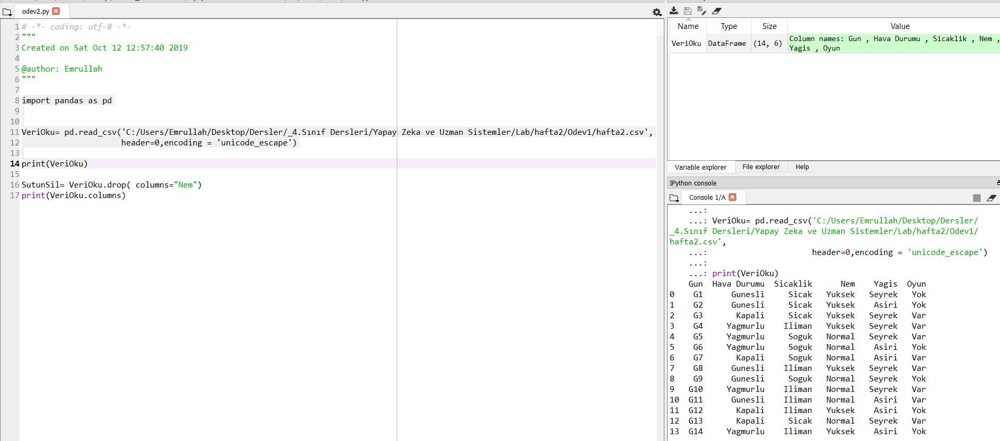 odev2.py
1 # -*- coding: utf-8 -*-
2 """
3 Created on Sat Oct 12 12:57:40 2019
4
5 @author: Emrullah
6 """
7
8 import pandas as pd
9
10
11 VeriOku= pd.read_csv('C:/Users/Emrullah/Desktop/Dersler/_4.Sınıf Dersleri/Yapay Zeka ve Uzman Sistemler/Lab/hafta2/Odev1/hafta2.csv',
12 header=0,encoding = 'unicode_escape')
13
14 print(VeriOku)
15
16 SutunSil= VeriOku.drop( columns="Nem")
17 print(VeriOku.columns)
Name Type Size Value
VeriOku DataFrame (14, 6) Column names: Gun , Hava Durumu , Sicaklik , Nem ,
Yagis , Oyun
Variable explorer File explorer Help
IPython console
Console 1/A
...:
...: VeriOku= pd.read_csv('C:/Users/Emrullah/Desktop/Dersler/
_4.Sınıf Dersleri/Yapay Zeka ve Uzman Sistemler/Lab/hafta2/Odev1/
hafta2.csv',
...: header=0,encoding = 'unicode_escape')
...:
...: print(VeriOku)
Gun Hava Durumu Sicaklik Nem Yagis Oyun
0 G1 Gunesli Sicak Yuksek Seyrek Yok
1 G2 Gunesli Sicak Yuksek Asiri Yok
2 G3 Kapali Sicak Yuksek Seyrek Var
3 G4 Yagmurlu Iliman Yuksek Seyrek Var
4 G5 Yagmurlu Soguk Normal Seyrek Var
5 G6 Yagmurlu Soguk Normal Asiri Yok
6 G7 Kapali Soguk Normal Asiri Var
7 G8 Gunesli Iliman Yuksek Seyrek Var
8 G9 Gunesli Soguk Normal Seyrek Yok
9 G10 Yagmurlu Iliman Normal Seyrek Var
10 G11 Gunesli Iliman Normal Asiri Var
11 G12 Kapali Iliman Yuksek Asiri Yok
12 G13 Kapali Sicak Normal Seyrek Var
13 G14 Yagmurlu Iliman Yuksek Asiri Yok